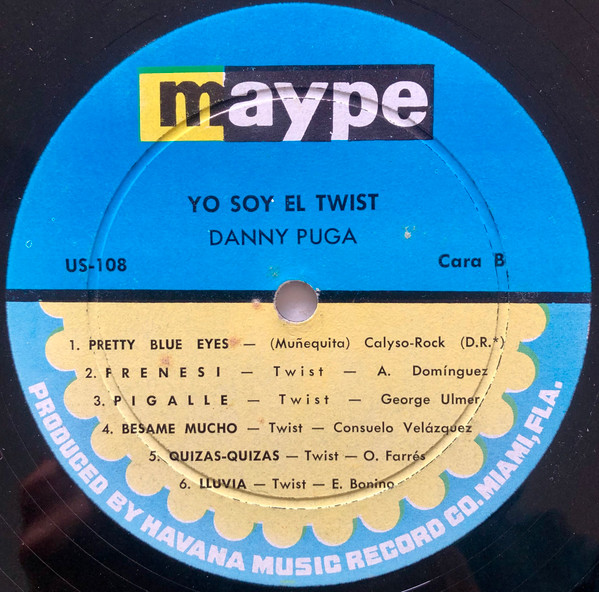 maype
YO SOY EL TWIST
DANNY PUGA
US-108
Cara B
1. PRETTY BLUE EYES — (Muñequita) Calyso-Rock (D.R.*)
2. FRENESI — Twist — A. Domínguez
3. PIGALLE — Twist — George Ulmer
4. BESAME MUCHO — Twist — Consuelo Velázquez
5. QUIZAS-QUIZAS — Twist — O. Farrés
6. LLUVIA — Twist — E. Bonino
PRODUCED BY HAVANA MUSIC RECORD CO. MIAMI, FLA.